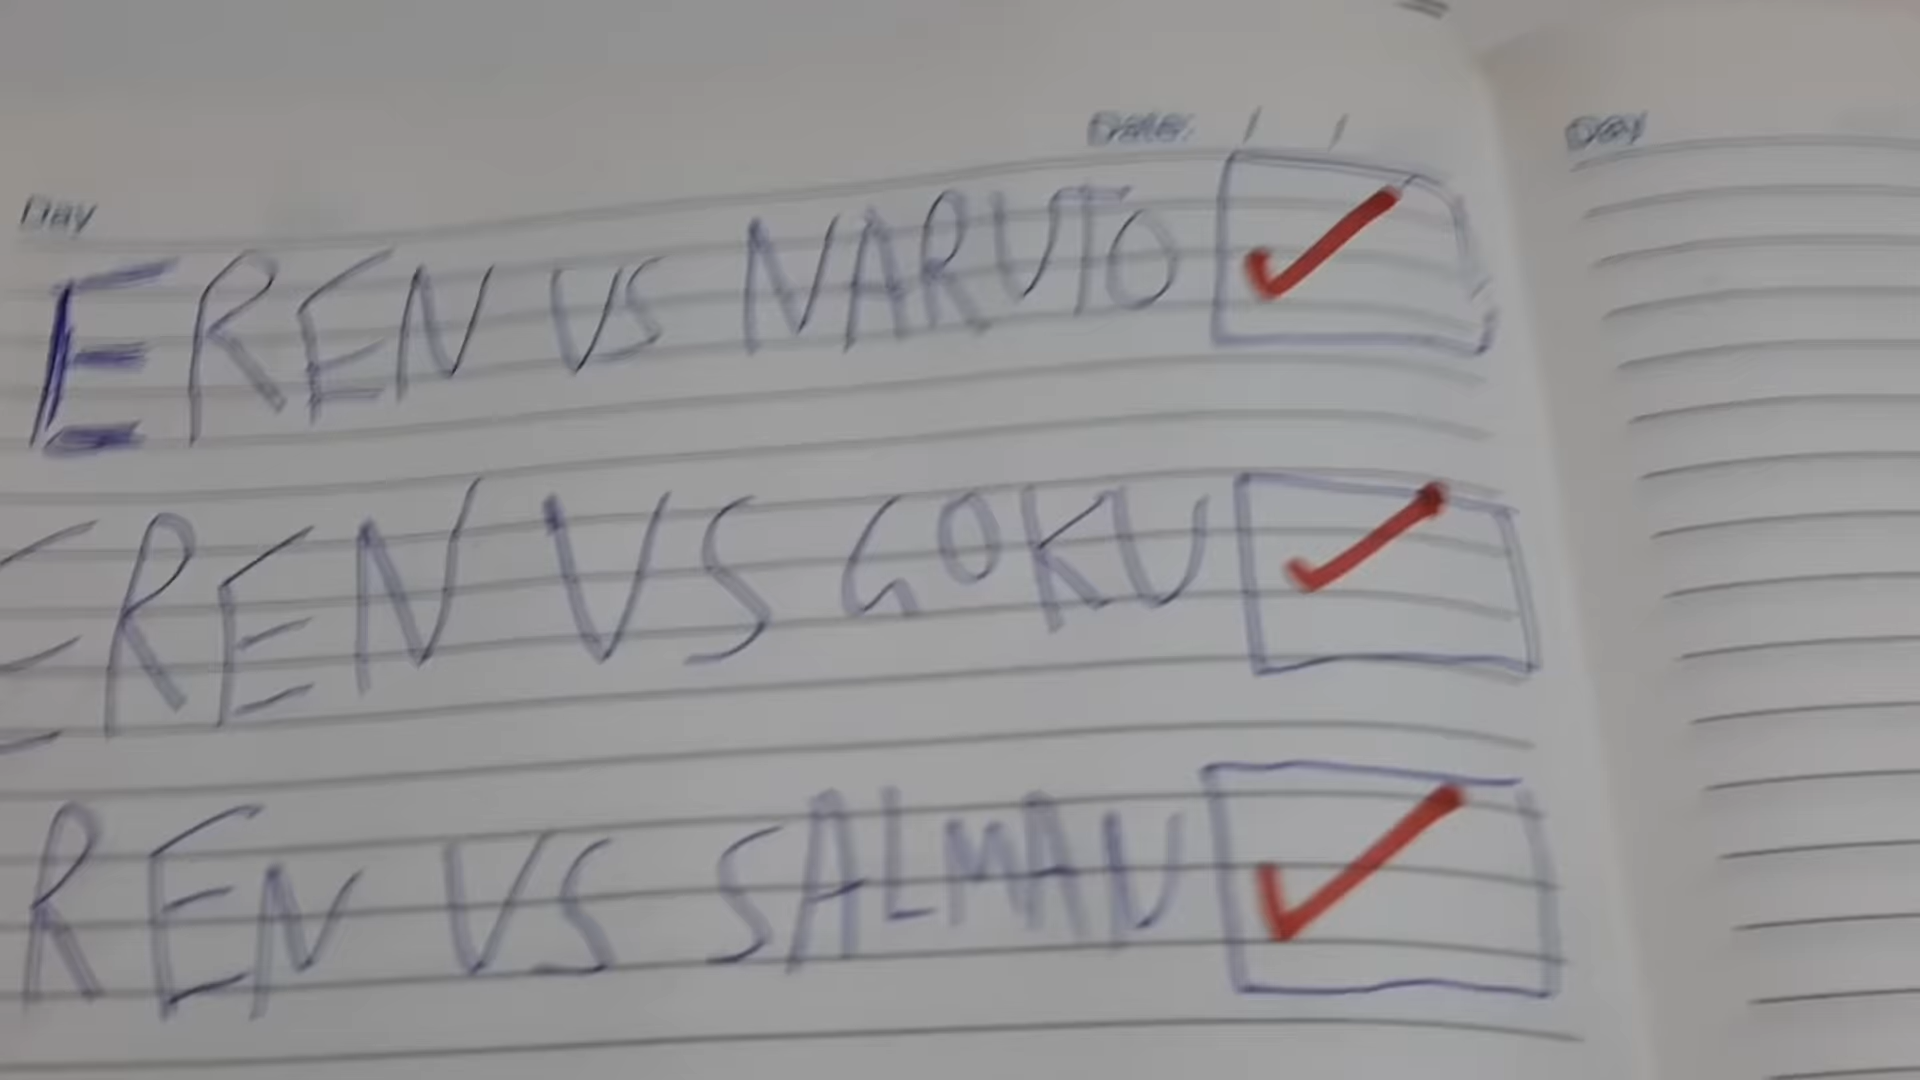 Date: / /
Day
Day
EREN VS NARUTO
EREN VS GOKU
REN VS SALMAN